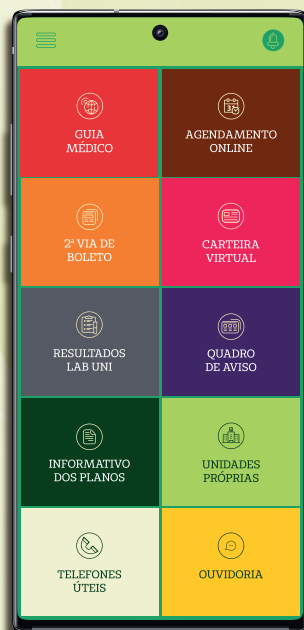 GUIA
MÉDICO
AGENDAMENTO
ONLINE
2ª VIA DE
BOLETO
CARTEIRA
VIRTUAL
RESULTADOS
LAB UNI
QUADRO
DE AVISO
INFORMATIVO
DOS PLANOS
UNIDADES
PRÓPRIAS
TELEFONES
ÚTEIS
OUVIDORIA